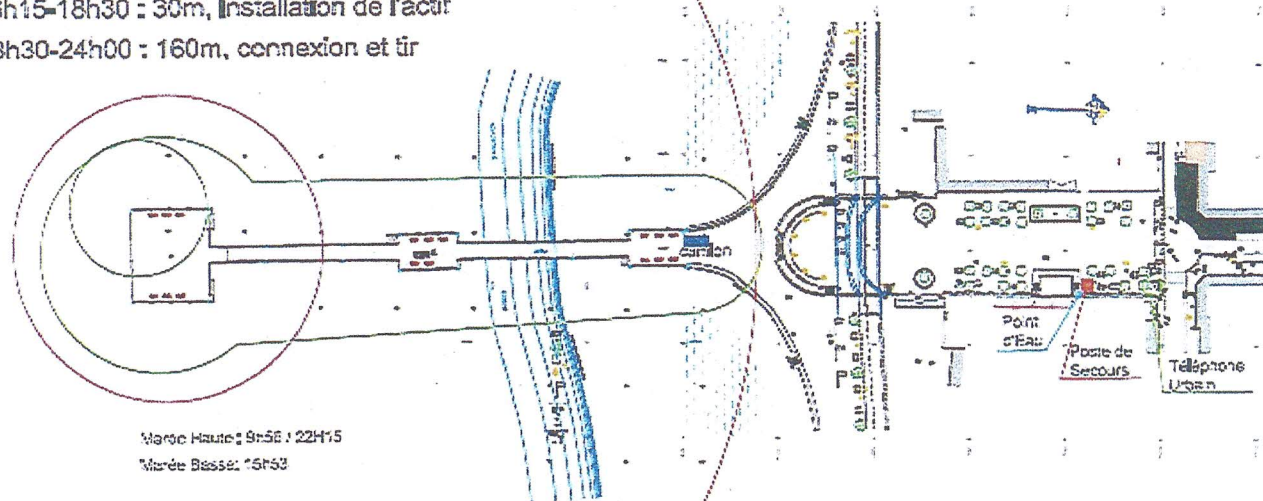 h15-18h30 : 30m, Installation de l'actif
h30-24h00 : 160m, connexion et tir
camion
Point
d'Eau
Poste de
Secours
Téléphone
Urbain
Marée Haute: 9h56 / 22H15
Marée Basse: 15h53